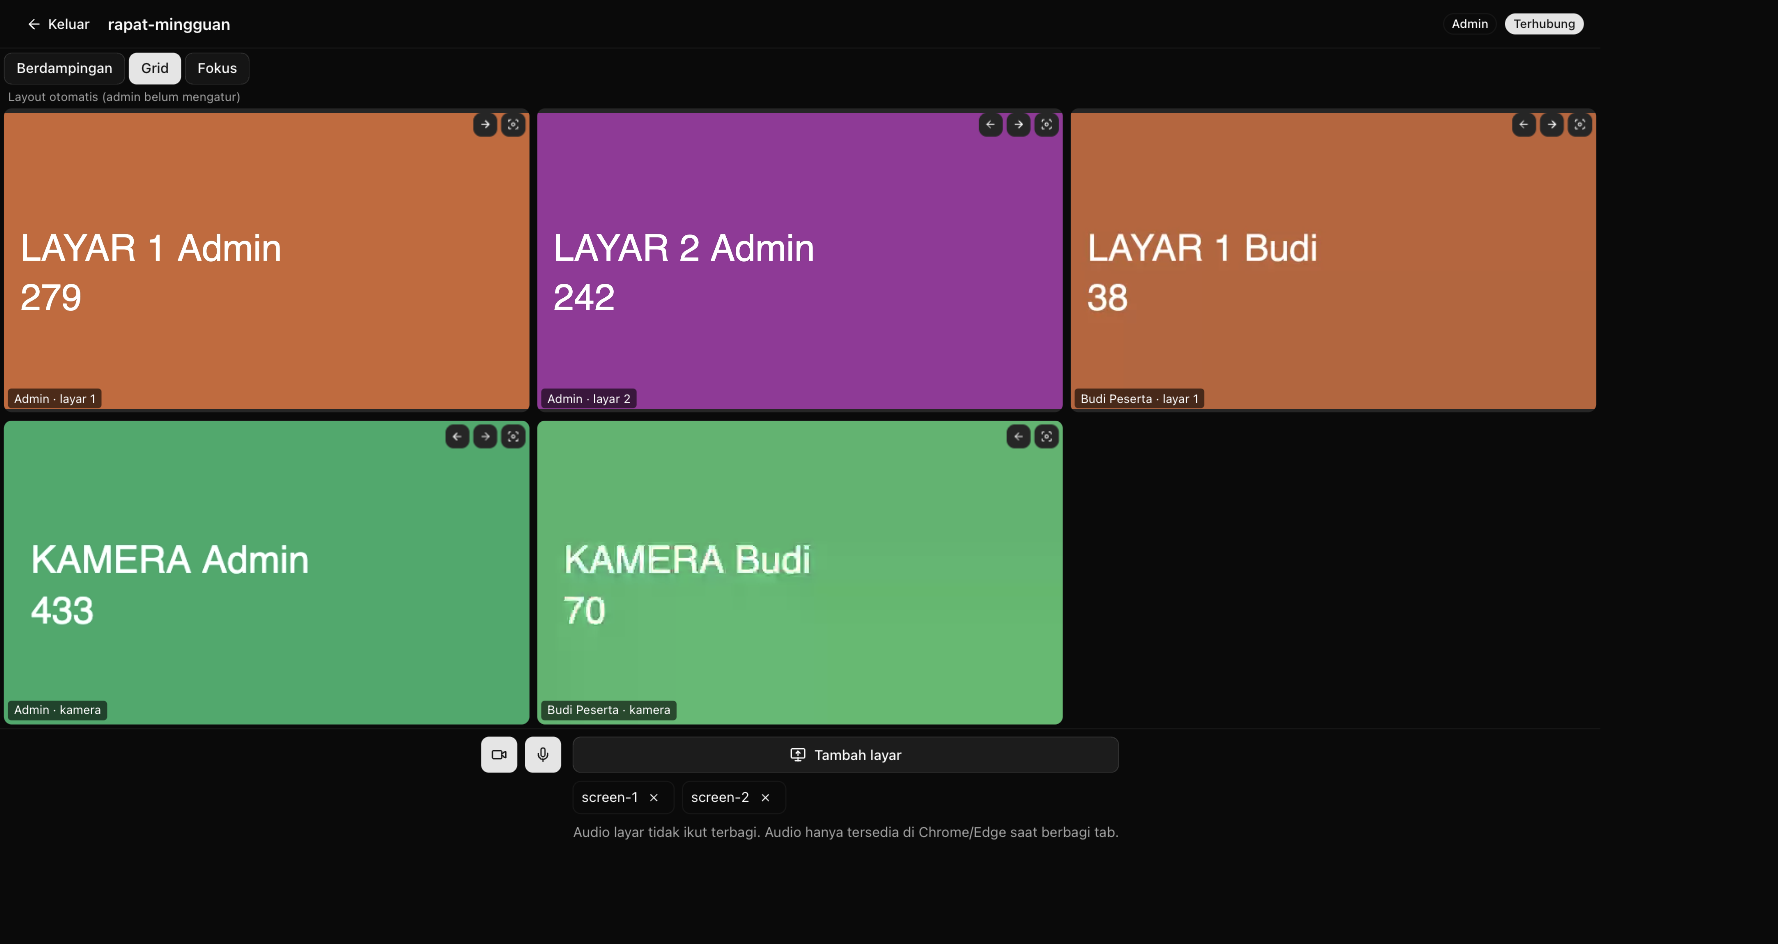 Keluar rapat-mingguan Admin Terhubung
Berdampingan Grid Fokus
Layout otomatis (admin belum mengatur)
LAYAR 1 Admin
279
Admin · layar 1
LAYAR 2 Admin
242
Admin · layar 2
LAYAR 1 Budi
38
Budi Peserta · layar 1
KAMERA Admin
433
Admin · kamera
KAMERA Budi
70
Budi Peserta · kamera
Tambah layar
screen-1 screen-2
Audio layar tidak ikut terbagi. Audio hanya tersedia di Chrome/Edge saat berbagi tab.